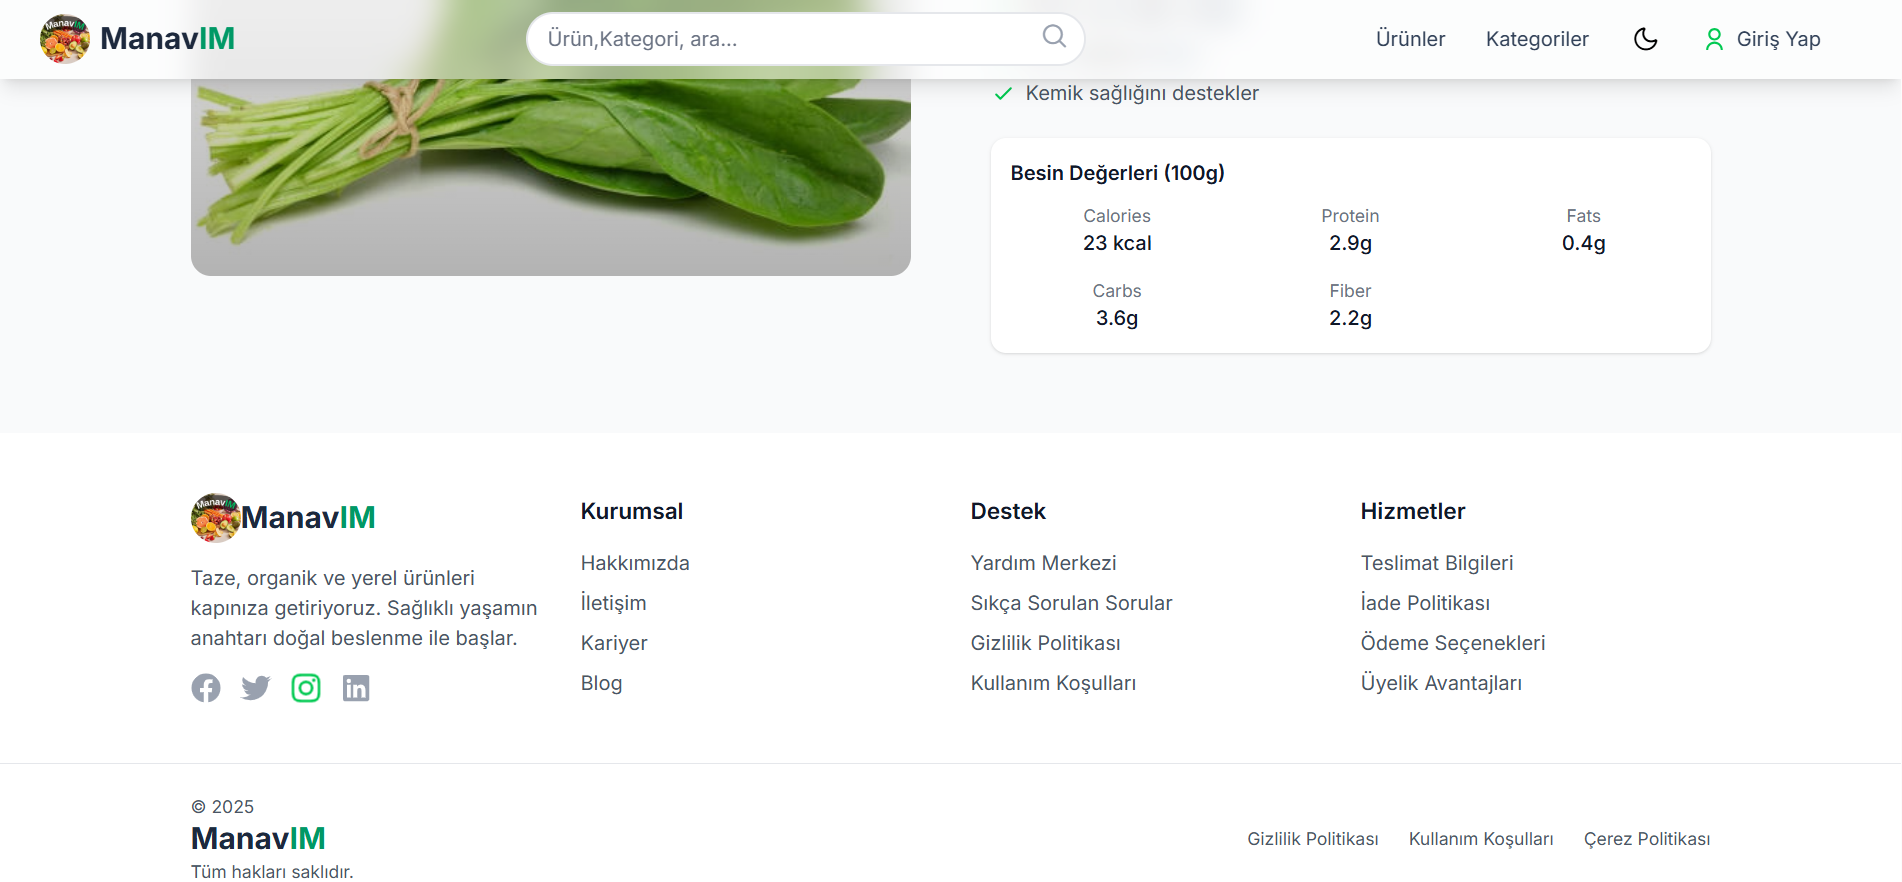 ManavIM
Ürün,Kategori, ara...
Ürünler
Kategoriler
Giriş Yap
Kemik sağlığını destekler
Besin Değerleri (100g)
Calories
23 kcal
Protein
2.9g
Fats
0.4g
Carbs
3.6g
Fiber
2.2g
ManavIM
ManavIM
Taze, organik ve yerel ürünleri
kapınıza getiriyoruz. Sağlıklı yaşamın
anahtarı doğal beslenme ile başlar.
Kurumsal
Hakkımızda
İletişim
Kariyer
Blog
Destek
Yardım Merkezi
Sıkça Sorulan Sorular
Gizlilik Politikası
Kullanım Koşulları
Hizmetler
Teslimat Bilgileri
İade Politikası
Ödeme Seçenekleri
Üyelik Avantajları
© 2025
ManavIM
Tüm hakları saklıdır.
Gizlilik Politikası
Kullanım Koşulları
Çerez Politikası